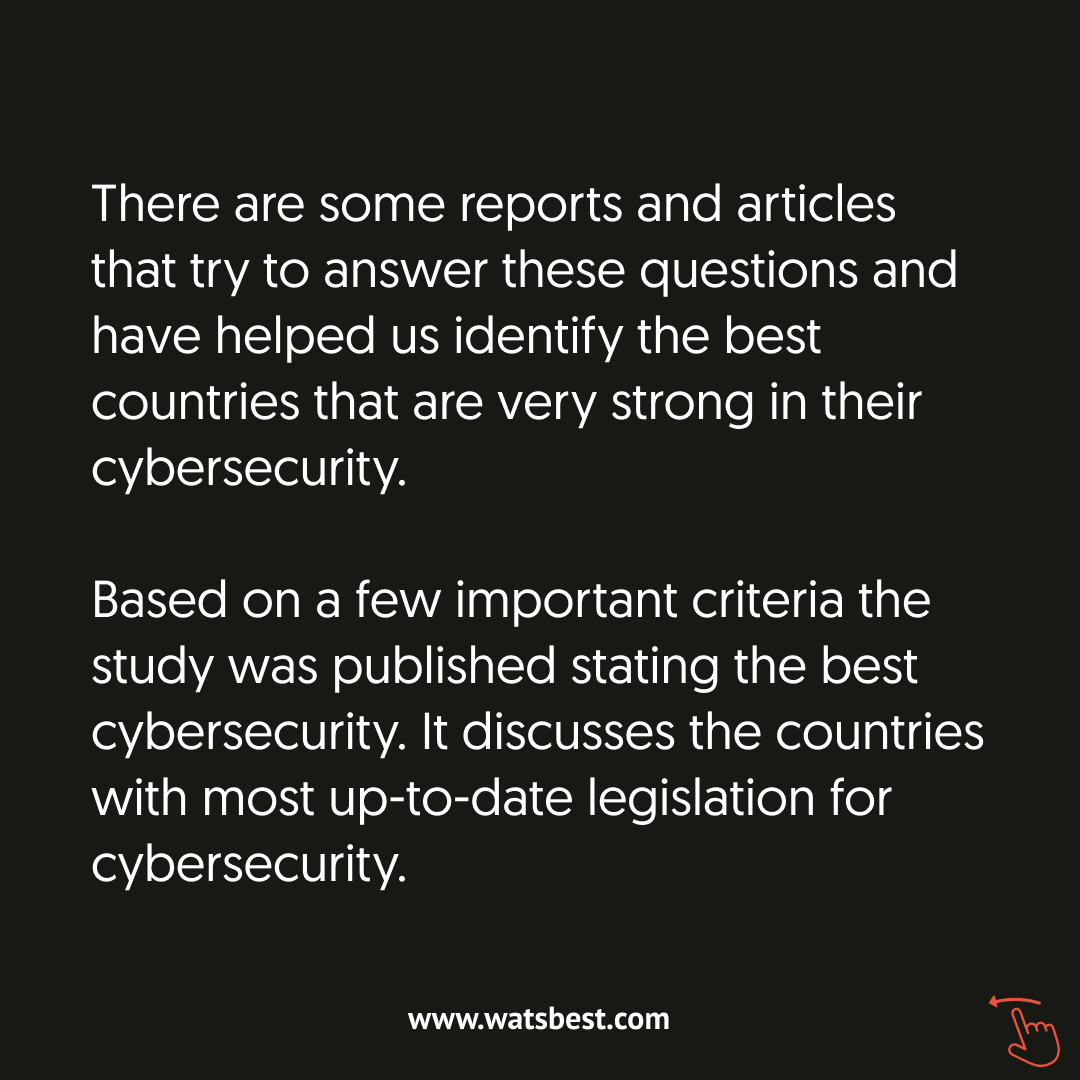 There are some reports and articles
that try to answer these questions and
have helped us identify the best
countries that are very strong in their
cybersecurity.
Based on a few important criteria the
study was published stating the best
cybersecurity. It discusses the countries
with most up-to-date legislation for
cybersecurity.
www.watsbest.com